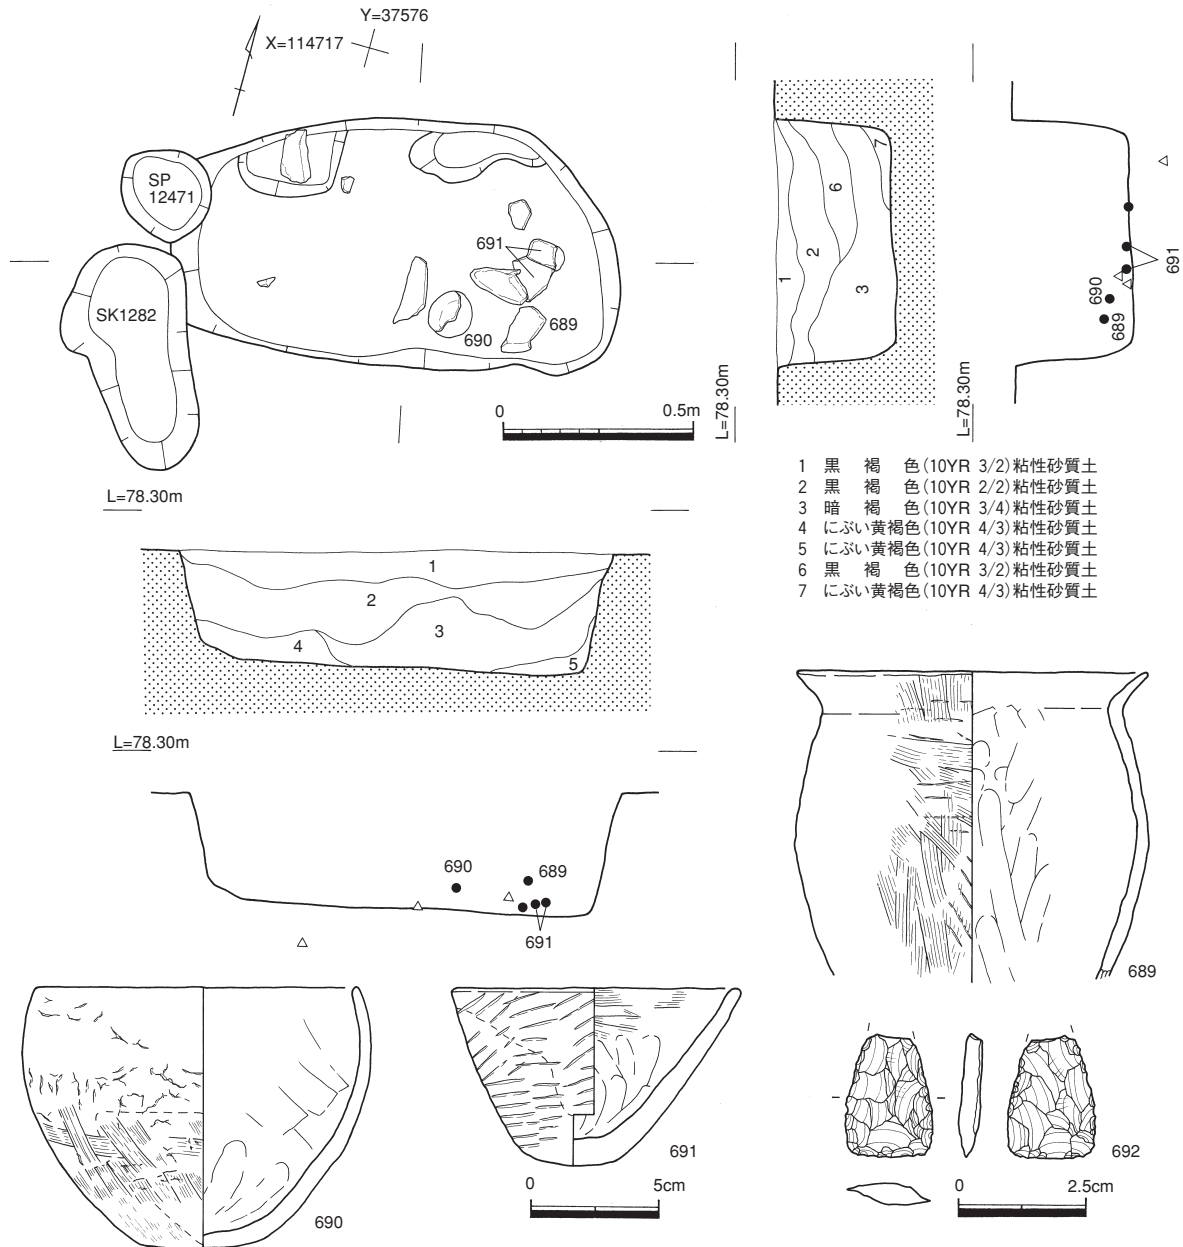 Y=37576
X=114717
SP
12471
SK1282
691
690
689
0 0.5m
L=78.30m
1
2
3
6
7
L=78.30m
691
690
689
1 黒褐色(10YR 3/2)粘性砂質土
2 黒褐色(10YR 2/2)粘性砂質土
3 暗褐色(10YR 3/4)粘性砂質土
4 にぶい黄褐色(10YR 4/3)粘性砂質土
5 にぶい黄褐色(10YR 4/3)粘性砂質土
6 黒褐色(10YR 3/2)粘性砂質土
7 にぶい黄褐色(10YR 4/3)粘性砂質土
L=78.30m
1
2
3
4
5
L=78.30m
690
689
691
689
690
691
0 5cm
692
0 2.5cm